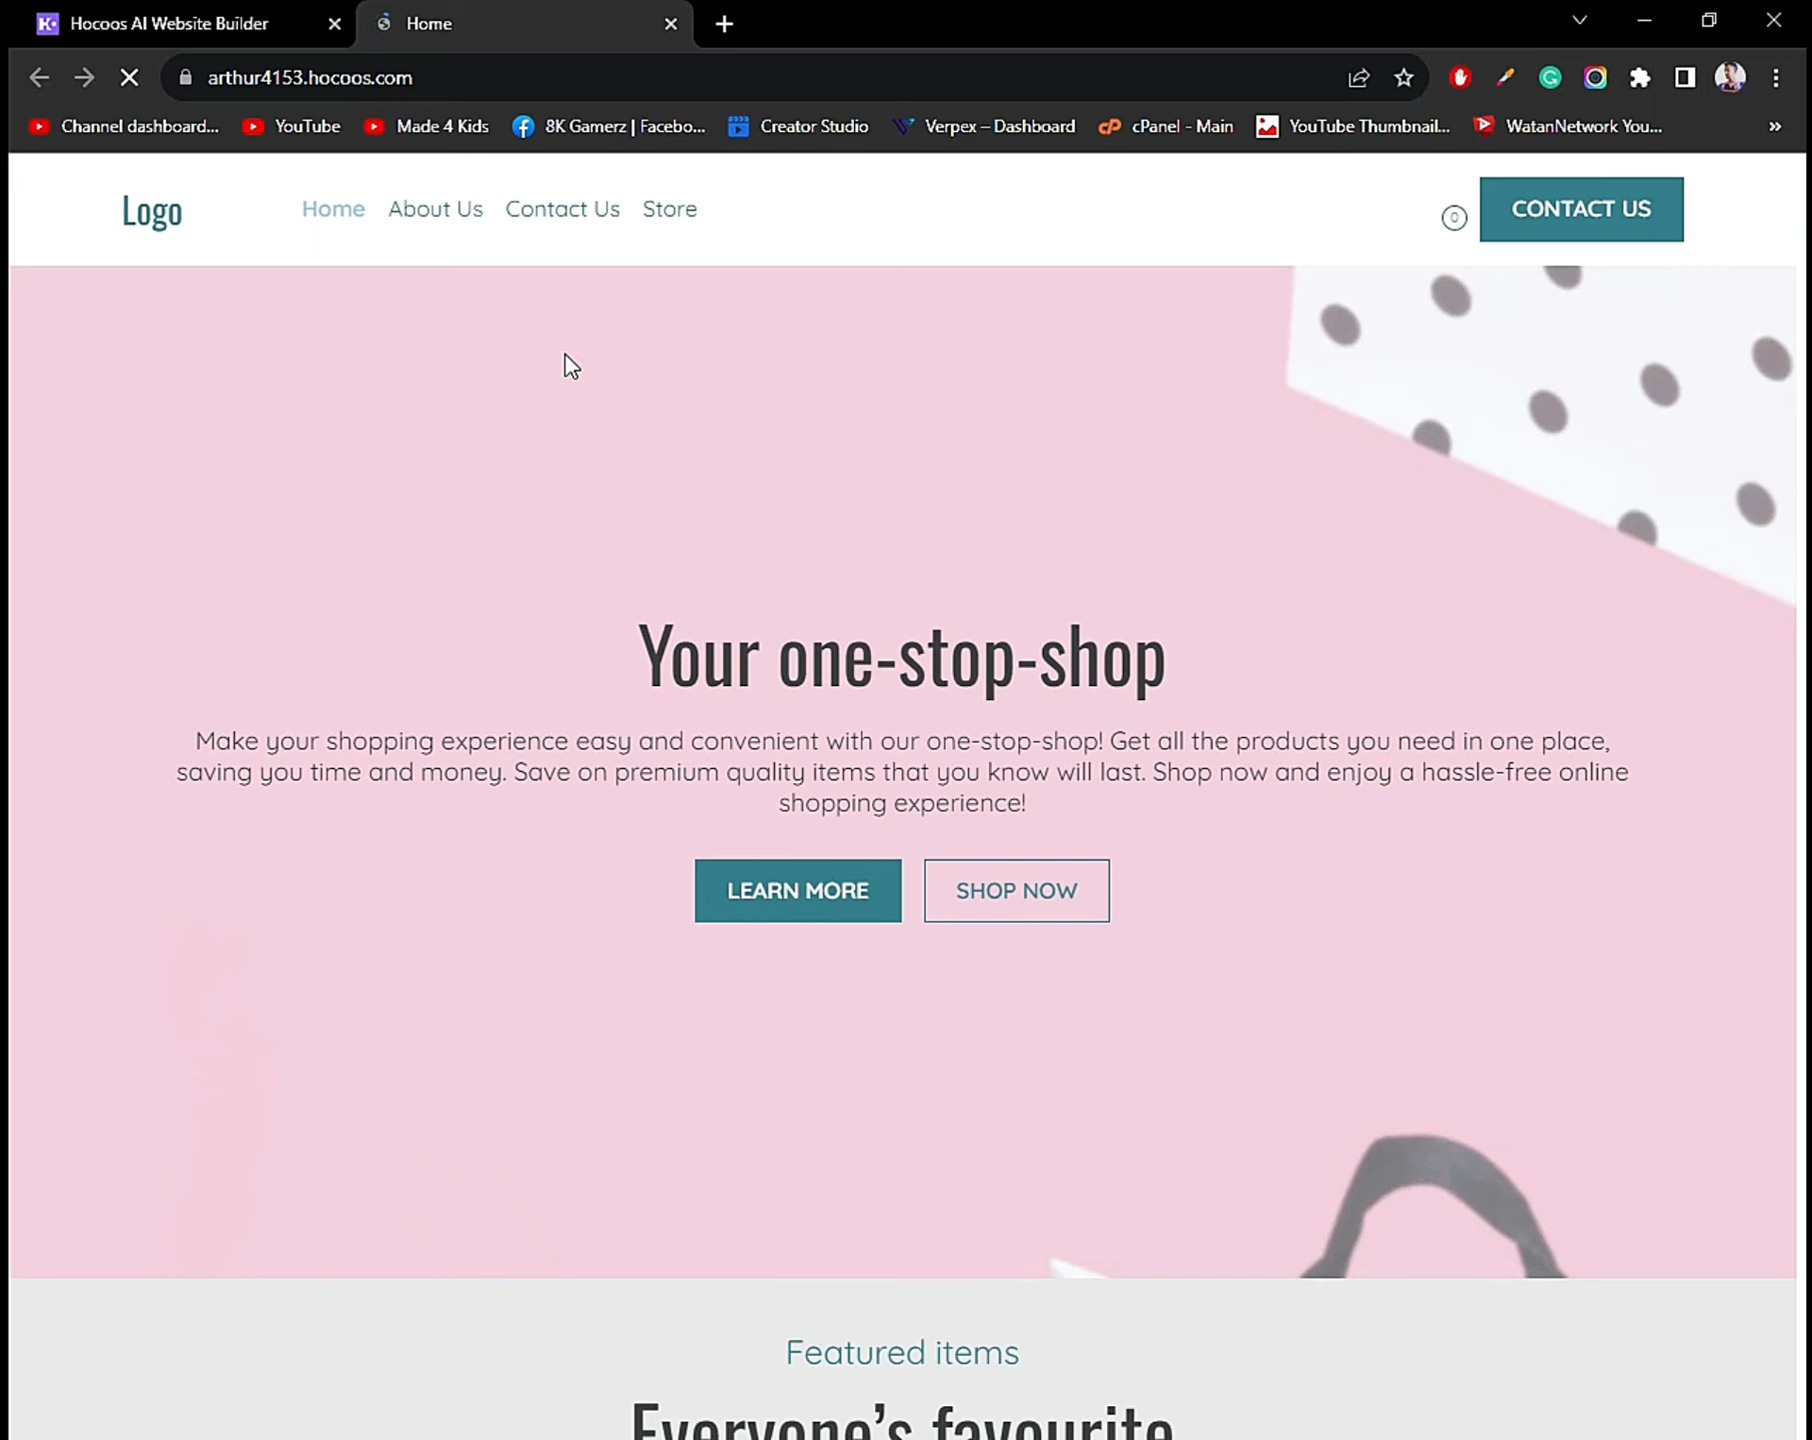 Hocoos AI Website Builder
Home
arthur4153.hocoos.com
Channel dashboard...
YouTube
Made 4 Kids
8K Gamerz | Facebo...
Creator Studio
Verpex – Dashboard
cPanel - Main
YouTube Thumbnail...
WatanNetwork You...
Logo
Home
About Us
Contact Us
Store
0
CONTACT US
Your one-stop-shop
Make your shopping experience easy and convenient with our one-stop-shop! Get all the products you need in one place,
saving you time and money. Save on premium quality items that you know will last. Shop now and enjoy a hassle-free online
shopping experience!
LEARN MORE
SHOP NOW
Featured items
Everyone's favourite